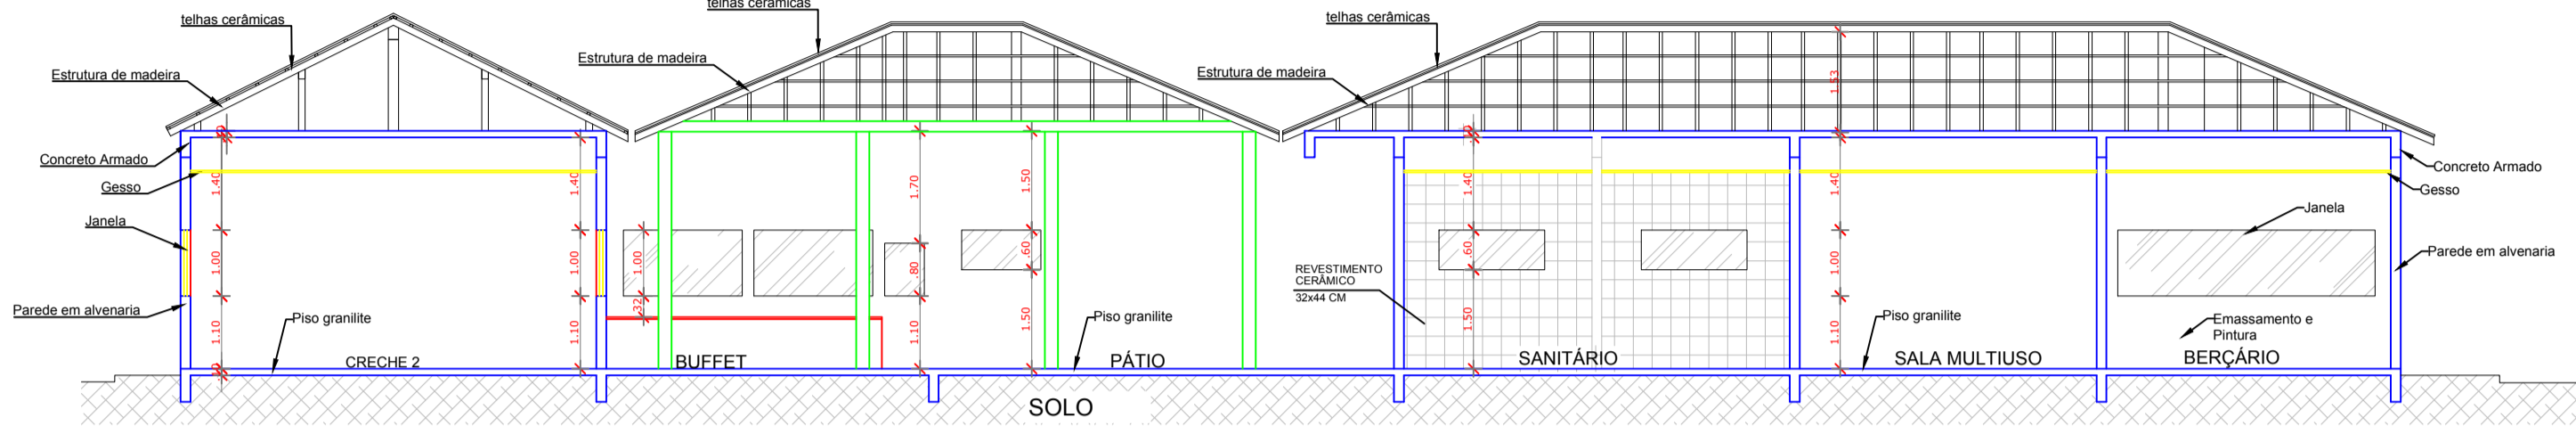 telhas cerâmicas
Estrutura de madeira
Concreto Armado
Gesso
Janela
Parede em alvenaria
.10
1.40
1.00
1.10
.10
1.40
1.00
1.10
Piso granilite
CRECHE 2
telhas cerâmicas
Estrutura de madeira
1.00
.32
BUFFET
1.70
.80
1.10
1.50
.60
1.50
Piso granilite
PÁTIO
SOLO
telhas cerâmicas
Estrutura de madeira
REVESTIMENTO
CERÂMICO
32x44 CM
.10
1.40
.60
1.50
SANITÁRIO
1.53
1.40
1.00
1.10
Piso granilite
SALA MULTIUSO
Janela
Emassamento e
Pintura
BERÇÁRIO
Concreto Armado
Gesso
Parede em alvenaria